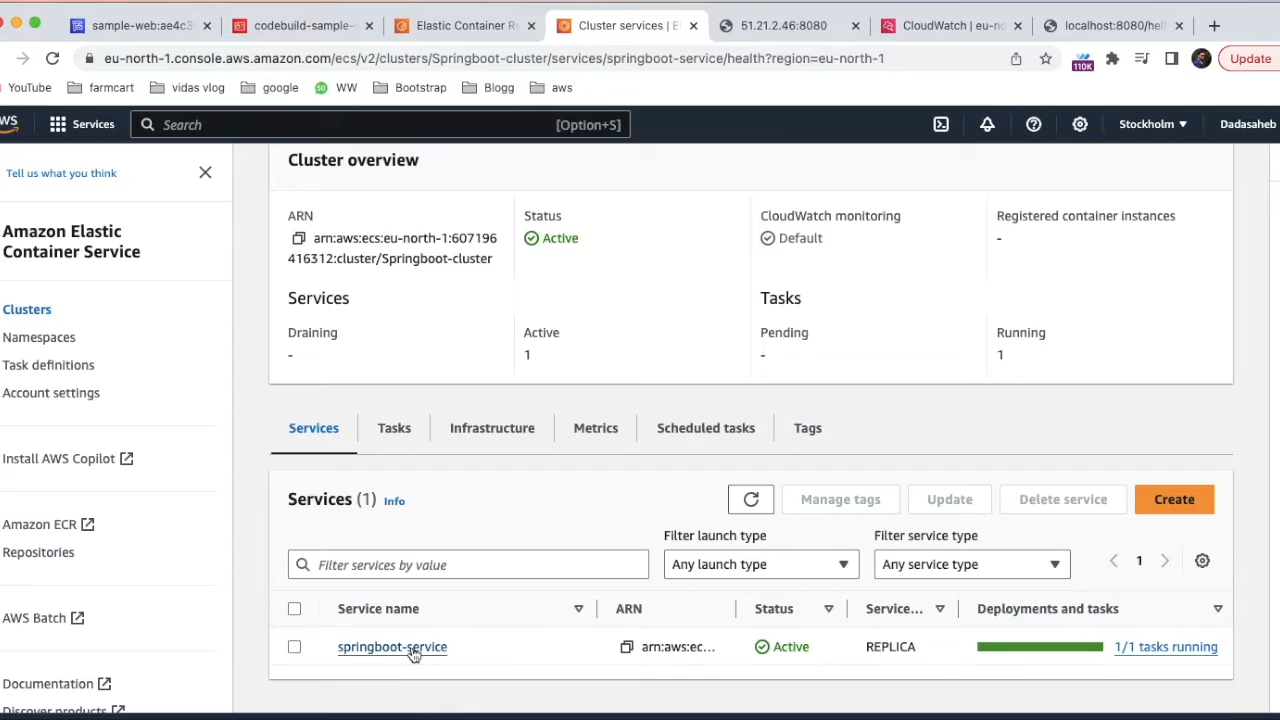 sample-web:ae4c3
codebuild-sample-
Elastic Container Re
Cluster services | E
51.21.2.46:8080
CloudWatch | eu-no
localhost:8080/hell
eu-north-1.console.aws.amazon.com/ecs/v2/clusters/Springboot-cluster/services/springboot-service/health?region=eu-north-1
110K
Update
YouTube
farmcart
vidas vlog
google
WW
Bootstrap
Blogg
aws
Services
Search
[Option+S]
Stockholm
Dadasaheb
Tell us what you think
Amazon Elastic
Container Service
Clusters
Namespaces
Task definitions
Account settings
Install AWS Copilot
Amazon ECR
Repositories
AWS Batch
Documentation
Discover products
Cluster overview
ARN
arn:aws:ecs:eu-north-1:607196
416312:cluster/Springboot-cluster
Status
Active
CloudWatch monitoring
Default
Registered container instances
-
Services
Tasks
Draining
-
Active
1
Pending
-
Running
1
Services
Tasks
Infrastructure
Metrics
Scheduled tasks
Tags
Services (1) Info
Manage tags
Update
Delete service
Create
Filter launch type
Filter service type
Filter services by value
Any launch type
Any service type
1
Service name
ARN
Status
Service...
Deployments and tasks
springboot-service
arn:aws:ec...
Active
REPLICA
1/1 tasks running